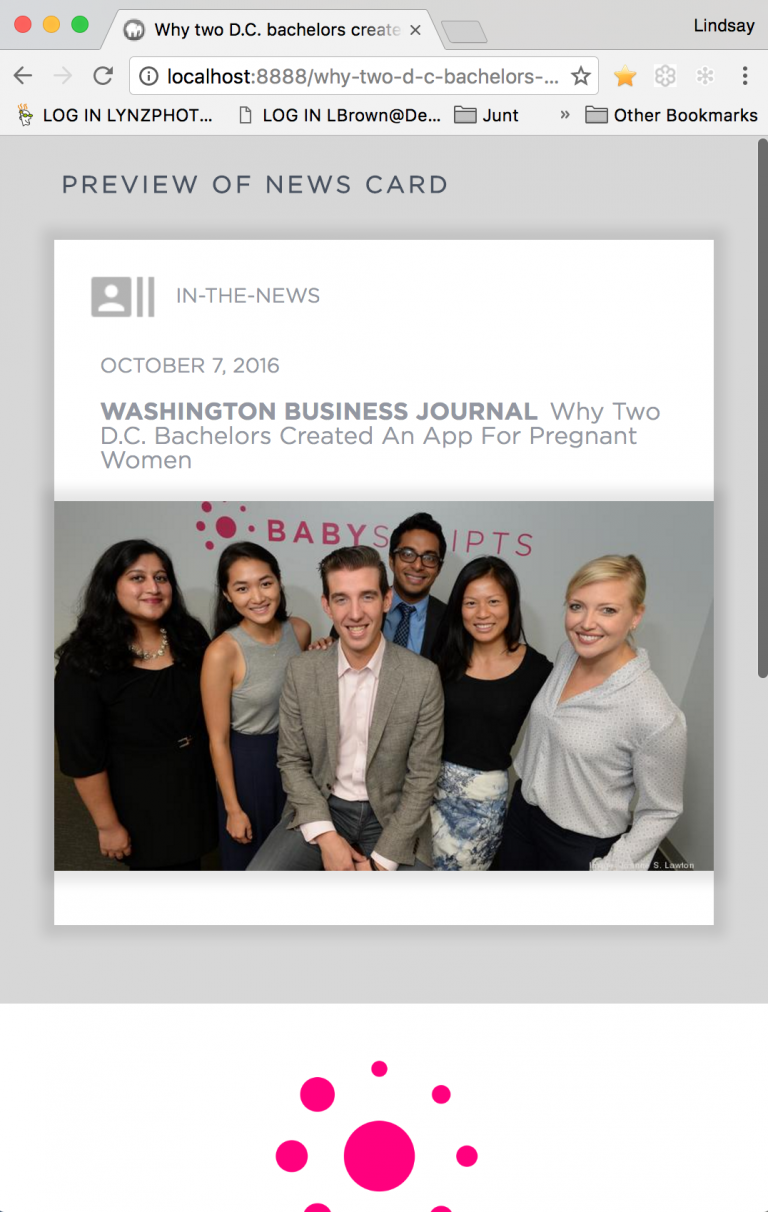 Why two D.C. bachelors create
Lindsay
localhost:8888/why-two-d-c-bachelors-...
LOG IN LYNZPHOT... LOG IN LBrown@De... Junt » Other Bookmarks
PREVIEW OF NEWS CARD
IN-THE-NEWS
OCTOBER 7, 2016
WASHINGTON BUSINESS JOURNAL Why Two
D.C. Bachelors Created An App For Pregnant
Women
BABYS IPTS
S. Lawton